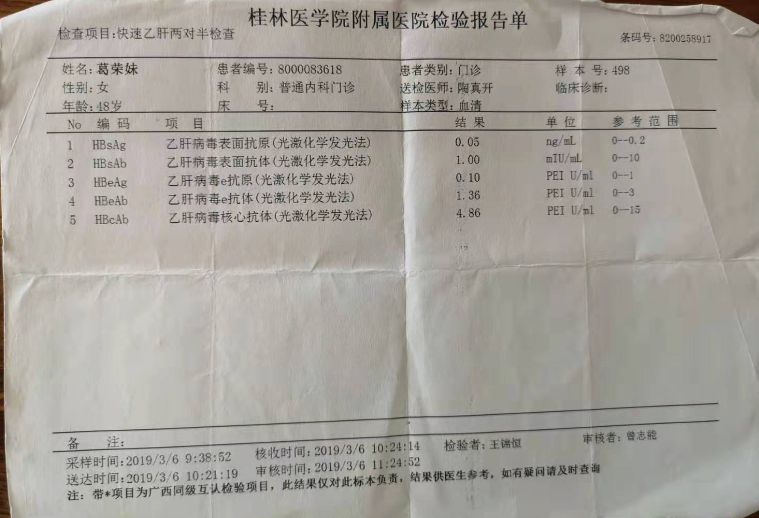 桂林医学院附属医院检验报告单
检查项目:快速乙肝两对半检查 条码号:8200258917
姓名:葛荣妹 患者编号:8000083618 患者类别:门诊 样本号:498
性别:女 科别:普通内科门诊 送检医师:陶真开 临床诊断:
年龄:48岁 床号: 样本类型:血清
No 编码 项目 结果 单位 参考范围
1 HBsAg 乙肝病毒表面抗原(光激化学发光法) 0.05 ng/mL 0--0.2
2 HBsAb 乙肝病毒表面抗体(光激化学发光法) 1.00 mIU/mL 0--10
3 HBeAg 乙肝病毒e抗原(光激化学发光法) 0.10 PEI U/ml 0--1
4 HBeAb 乙肝病毒e抗体(光激化学发光法) 1.36 PEI U/ml 0--3
5 HBcAb 乙肝病毒核心抗体(光激化学发光法) 4.86 PEI U/ml 0--15
备注:
采样时间:2019/3/6 9:38:52 核收时间:2019/3/6 10:24:14 检验者:王锦恒 审核者:曾志能
送达时间:2019/3/6 10:21:19 审核时间:2019/3/6 11:24:52
注:带*项目为广西同级互认检验项目,此结果仅对此标本负责,结果供医生参考,如有疑问请及时查询